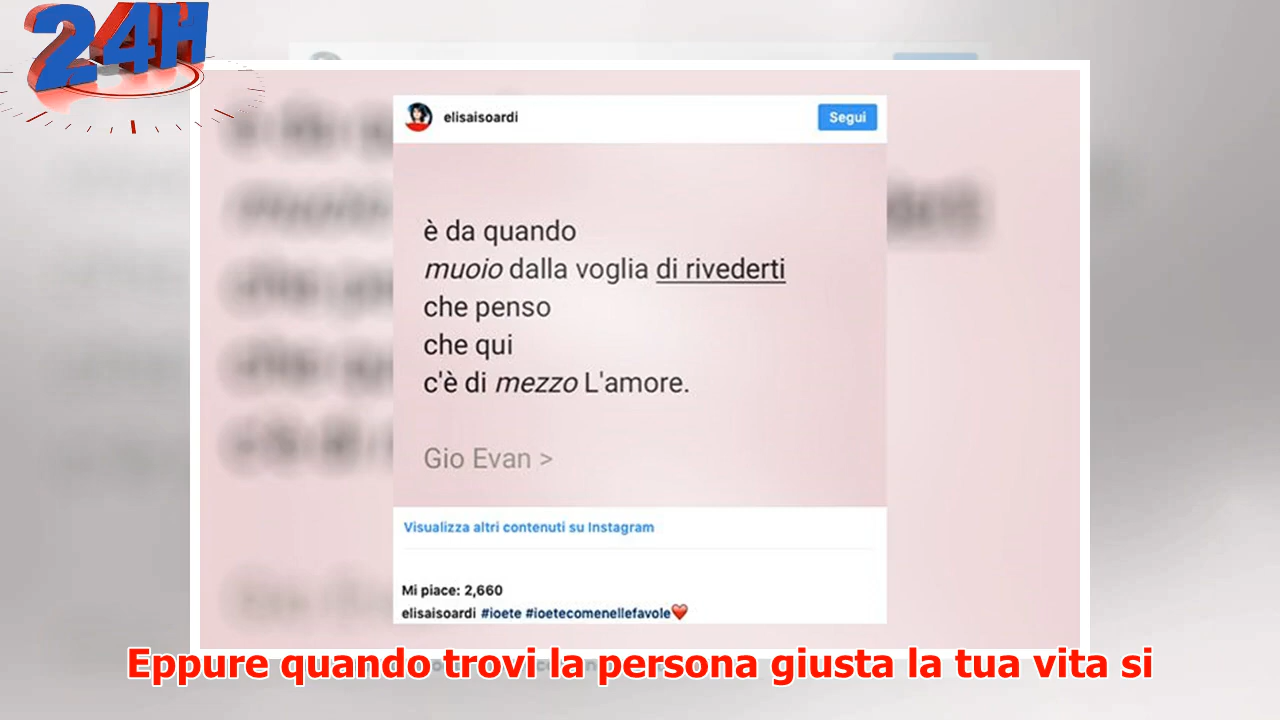 24H
elisaisoardi
Segui
è da quando
muoio dalla voglia di rivederti
che penso
che qui
c'è di mezzo L'amore.
Gio Evan >
Visualizza altri contenuti su Instagram
Mi piace: 2,660
elisaisoardi #ioete #ioetecomenellefavole❤️
Eppure quando trovi la persona giusta la tua vita si